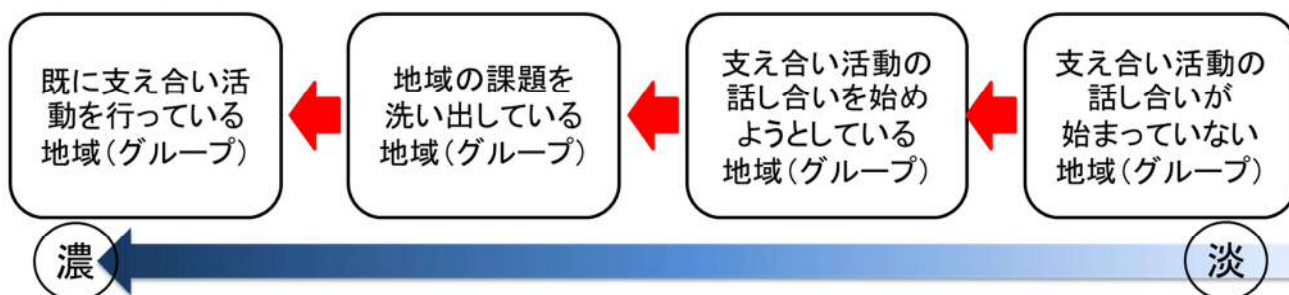 既に支え合い活
動を行っている
地域(グループ)
地域の課題を
洗い出している
地域(グループ)
支え合い活動の
話し合いを始め
ようとしている
地域(グループ)
支え合い活動の
話し合いが
始まっていない
地域(グループ)
濃
淡